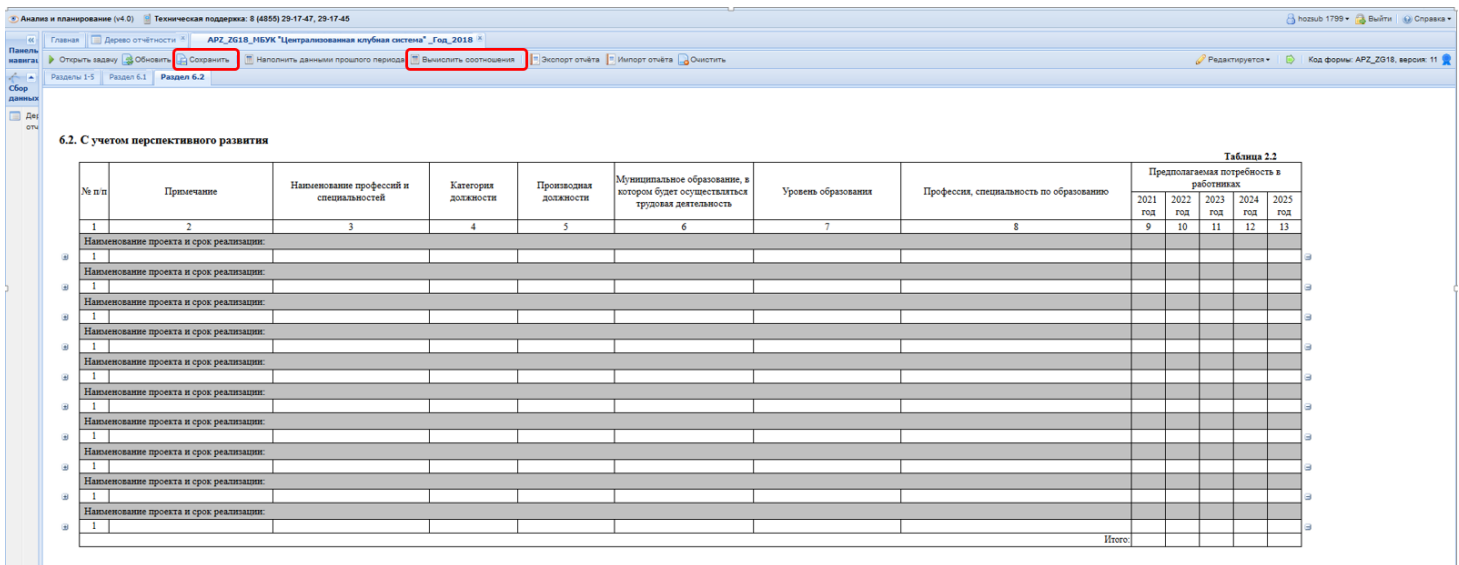 Анализ и планирование (v4.0) Техническая поддержка: 8 (4855) 29-17-47, 29-17-45 hozsub 1799 Выйти Справка
Главная Дерево отчётности APZ_ZG18_МБУК "Централизованная клубная система" _Год_2018
Панель навигац
Открыть задачу Обновить Сохранить Наполнить данными прошлого периода Вычислить соотношения Экспорт отчёта Импорт отчёта Очистить Редактируется Код формы: APZ_ZG18, версия: 11
Разделы 1-5 Раздел 6.1 Раздел 6.2
Сбор данных
Дер
отч
6.2. С учетом перспективного развития
Таблица 2.2
№ п/п Примечание Наименование профессий и специальностей Категория должности Производная должности Муниципальное образование, в котором будет осуществляться трудовая деятельность Уровень образования Профессия, специальность по образованию Предполагаемая потребность в работниках
2021 год 2022 год 2023 год 2024 год 2025 год
1 2 3 4 5 6 7 8 9 10 11 12 13
Наименование проекта и срок реализации:
1
Наименование проекта и срок реализации:
1
Наименование проекта и срок реализации:
1
Наименование проекта и срок реализации:
1
Наименование проекта и срок реализации:
1
Наименование проекта и срок реализации:
1
Наименование проекта и срок реализации:
1
Наименование проекта и срок реализации:
1
Наименование проекта и срок реализации:
1
Наименование проекта и срок реализации:
1
Итого: